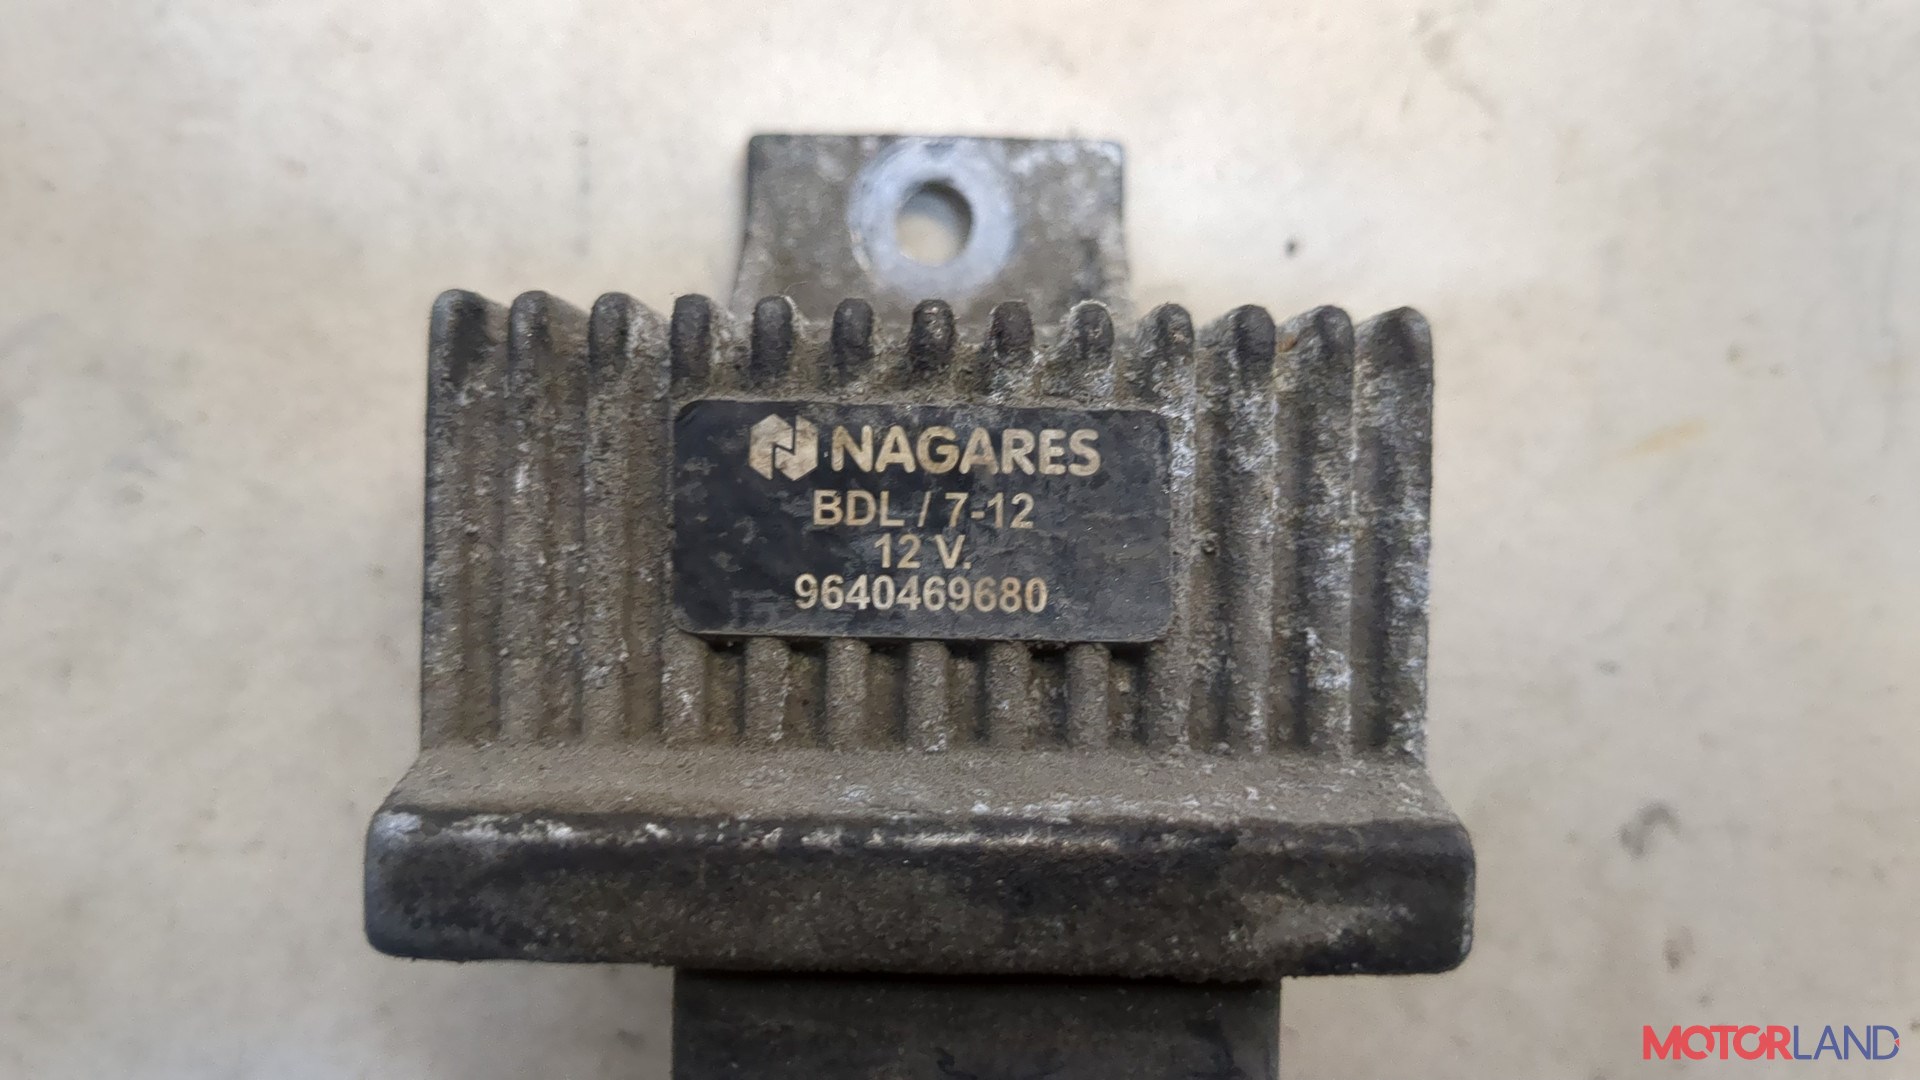 NAGARES
BDL / 7-12
12 V.
9640469680
MOTORLAND